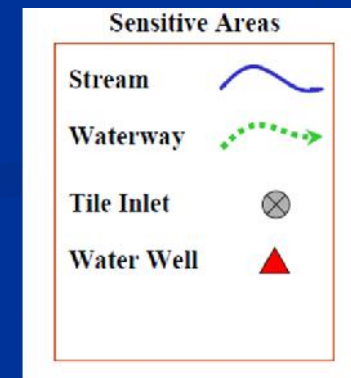 Sensitive Areas
Stream
Waterway
Tile Inlet
Water Well